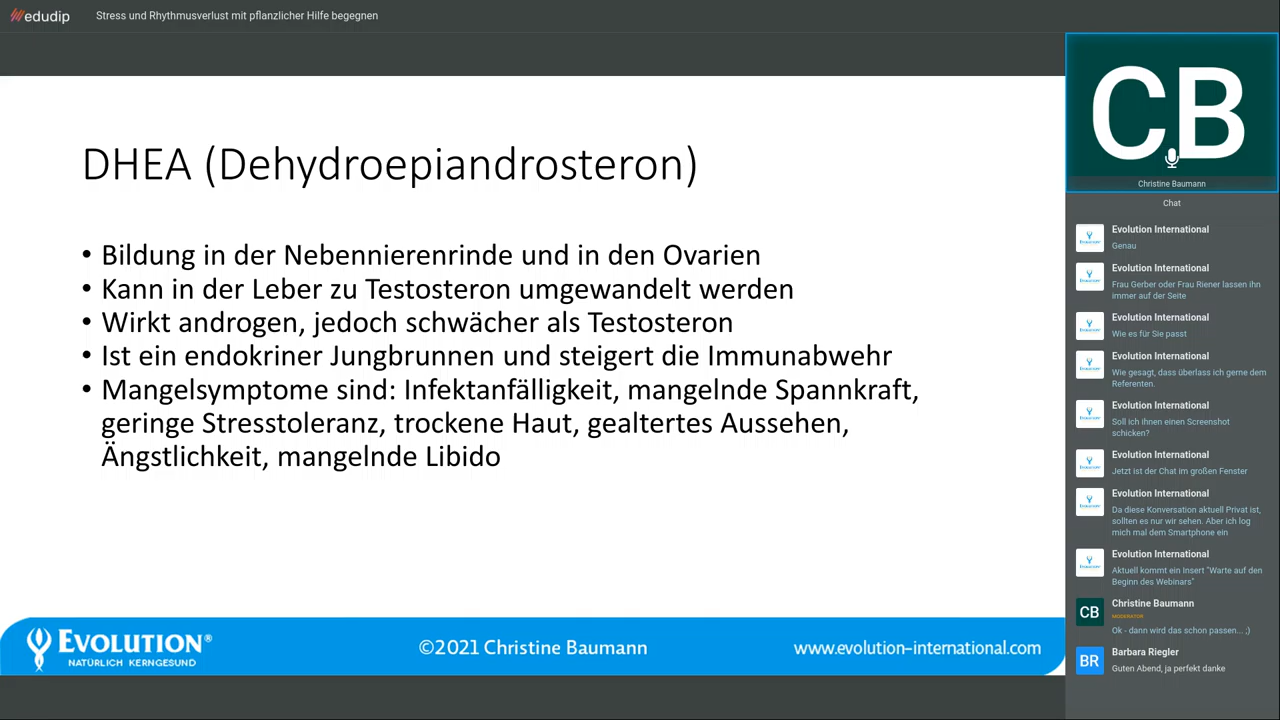 edudip
Stress und Rhythmusverlust mit pflanzlicher Hilfe begegnen
DHEA (Dehydroepiandrosteron)
• Bildung in der Nebennierenrinde und in den Ovarien
• Kann in der Leber zu Testosteron umgewandelt werden
• Wirkt androgen, jedoch schwächer als Testosteron
• Ist ein endokriner Jungbrunnen und steigert die Immunabwehr
• Mangelsymptome sind: Infektanfälligkeit, mangelnde Spannkraft,
geringe Stresstoleranz, trockene Haut, gealtertes Aussehen,
Ängstlichkeit, mangelnde Libido
EVOLUTION®
NATÜRLICH KERNGESUND
©2021 Christine Baumann
www.evolution-international.com
CB
Christine Baumann
Chat
Evolution International
Genau
Evolution International
Frau Gerber oder Frau Riener lassen ihn
immer auf der Seite
Evolution International
Wie es für Sie passt
Evolution International
Wie gesagt, dass überlass ich gerne dem
Referenten.
Evolution International
Soll ich ihnen einen Screenshot
schicken?
Evolution International
Jetzt ist der Chat im großen Fenster
Evolution International
Da diese Konversation aktuell Privat ist,
sollten es nur wir sehen. Aber ich log
mich mal dem Smartphone ein
Evolution International
Aktuell kommt ein Insert "Warte auf den
Beginn des Webinars"
CB
Christine Baumann
MODERATOR
Ok - dann wird das schon passen... ;)
BR
Barbara Riegler
Guten Abend, ja perfekt danke